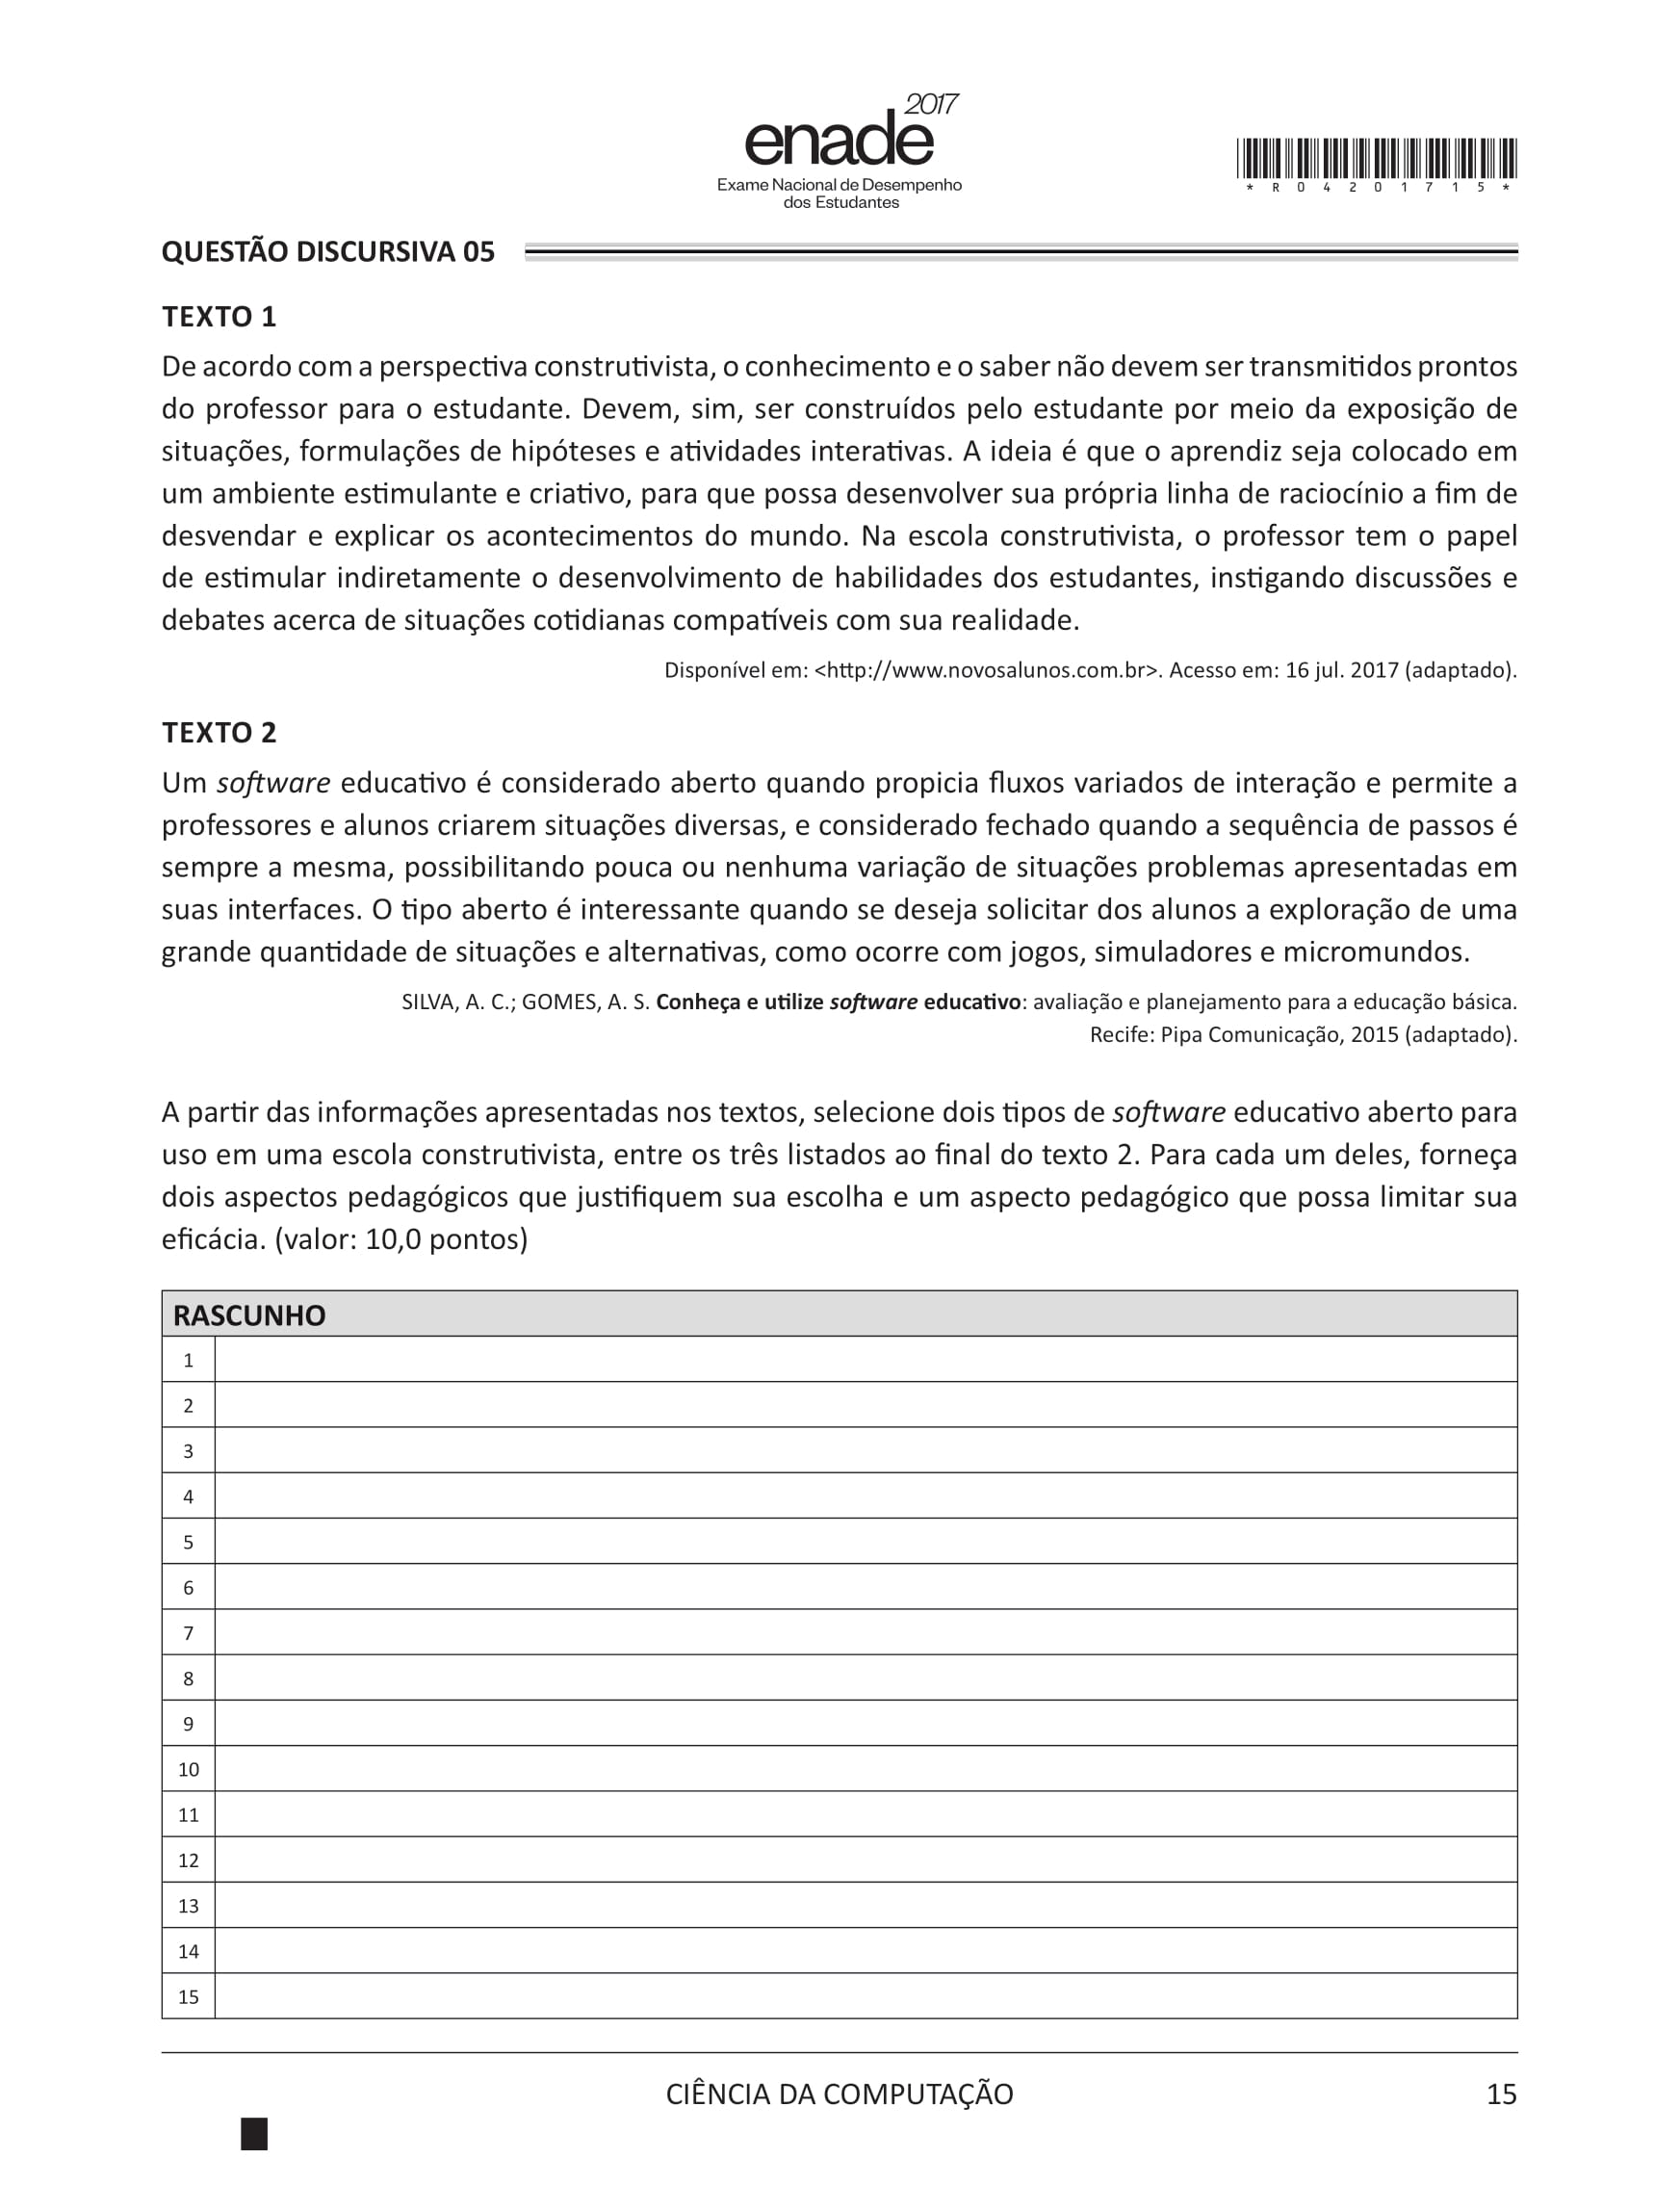 2017
enade
Exame Nacional de Desempenho
dos Estudantes
* R 0 4 2 0 1 7 1 5 *
QUESTÃO DISCURSIVA 05
TEXTO 1
De acordo com a perspectiva construtivista, o conhecimento e o saber não devem ser transmitidos prontos
do professor para o estudante. Devem, sim, ser construídos pelo estudante por meio da exposição de
situações, formulações de hipóteses e atividades interativas. A ideia é que o aprendiz seja colocado em
um ambiente estimulante e criativo, para que possa desenvolver sua própria linha de raciocínio a fim de
desvendar e explicar os acontecimentos do mundo. Na escola construtivista, o professor tem o papel
de estimular indiretamente o desenvolvimento de habilidades dos estudantes, instigando discussões e
debates acerca de situações cotidianas compatíveis com sua realidade.
Disponível em: <http://www.novosalunos.com.br>. Acesso em: 16 jul. 2017 (adaptado).
TEXTO 2
Um software educativo é considerado aberto quando propicia fluxos variados de interação e permite a
professores e alunos criarem situações diversas, e considerado fechado quando a sequência de passos é
sempre a mesma, possibilitando pouca ou nenhuma variação de situações problemas apresentadas em
suas interfaces. O tipo aberto é interessante quando se deseja solicitar dos alunos a exploração de uma
grande quantidade de situações e alternativas, como ocorre com jogos, simuladores e micromundos.
SILVA, A. C.; GOMES, A. S. Conheça e utilize software educativo: avaliação e planejamento para a educação básica.
Recife: Pipa Comunicação, 2015 (adaptado).
A partir das informações apresentadas nos textos, selecione dois tipos de software educativo aberto para
uso em uma escola construtivista, entre os três listados ao final do texto 2. Para cada um deles, forneça
dois aspectos pedagógicos que justifiquem sua escolha e um aspecto pedagógico que possa limitar sua
eficácia. (valor: 10,0 pontos)
RASCUNHO
1
2
3
4
5
6
7
8
9
10
11
12
13
14
15
CIÊNCIA DA COMPUTAÇÃO
15